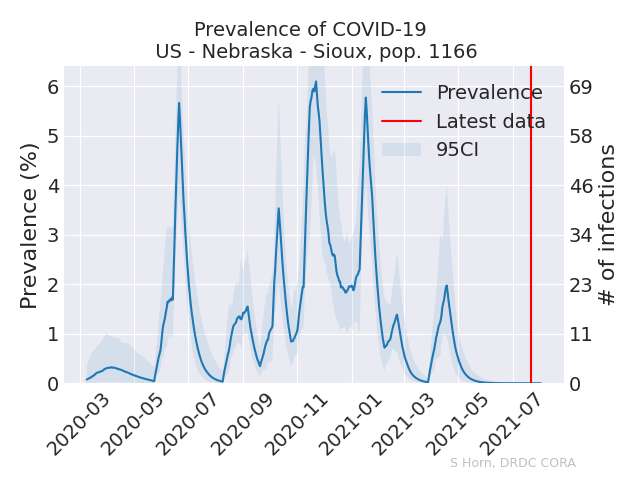 Prevalence of COVID-19
US - Nebraska - Sioux, pop. 1166
Prevalence (%)
6
5
4
3
2
1
0
69
58
46
34
23
11
0
# of infections
Prevalence
Latest data
95CI
2020-03
2020-05
2020-07
2020-09
2020-11
2021-01
2021-03
2021-05
2021-07
S Horn, DRDC CORA